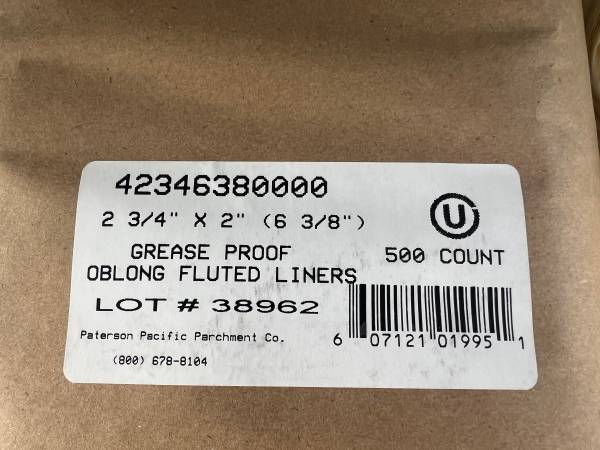 42346380000
2 3/4" X 2" (6 3/8")
U
GREASE PROOF
500 COUNT
OBLONG FLUTED LINERS
LOT # 38962
Paterson Pacific Parchment Co.
(800) 678-8104
6 07121 01995 1